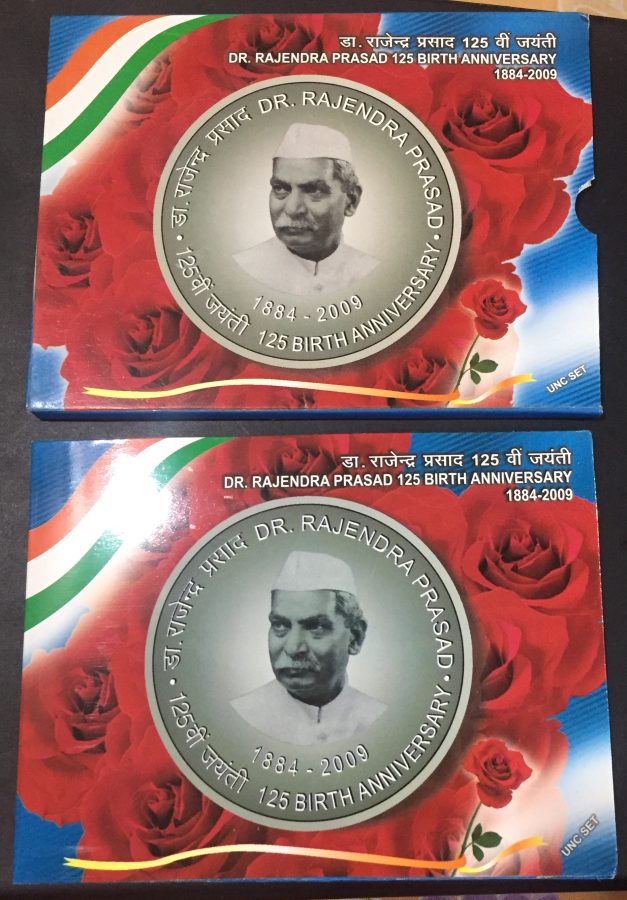 डा. राजेन्द्र प्रसाद 125 वीं जयंती
DR. RAJENDRA PRASAD 125 BIRTH ANNIVERSARY
1884-2009
डा. राजेन्द्र प्रसाद DR. RAJENDRA PRASAD
1884 - 2009
125वीं जयंती 125 BIRTH ANNIVERSARY
UNC SET
डा. राजेन्द्र प्रसाद 125 वीं जयंती
DR. RAJENDRA PRASAD 125 BIRTH ANNIVERSARY
1884-2009
डा. राजेन्द्र प्रसाद DR. RAJENDRA PRASAD
1884 - 2009
125वीं जयंती 125 BIRTH ANNIVERSARY
UNC SET